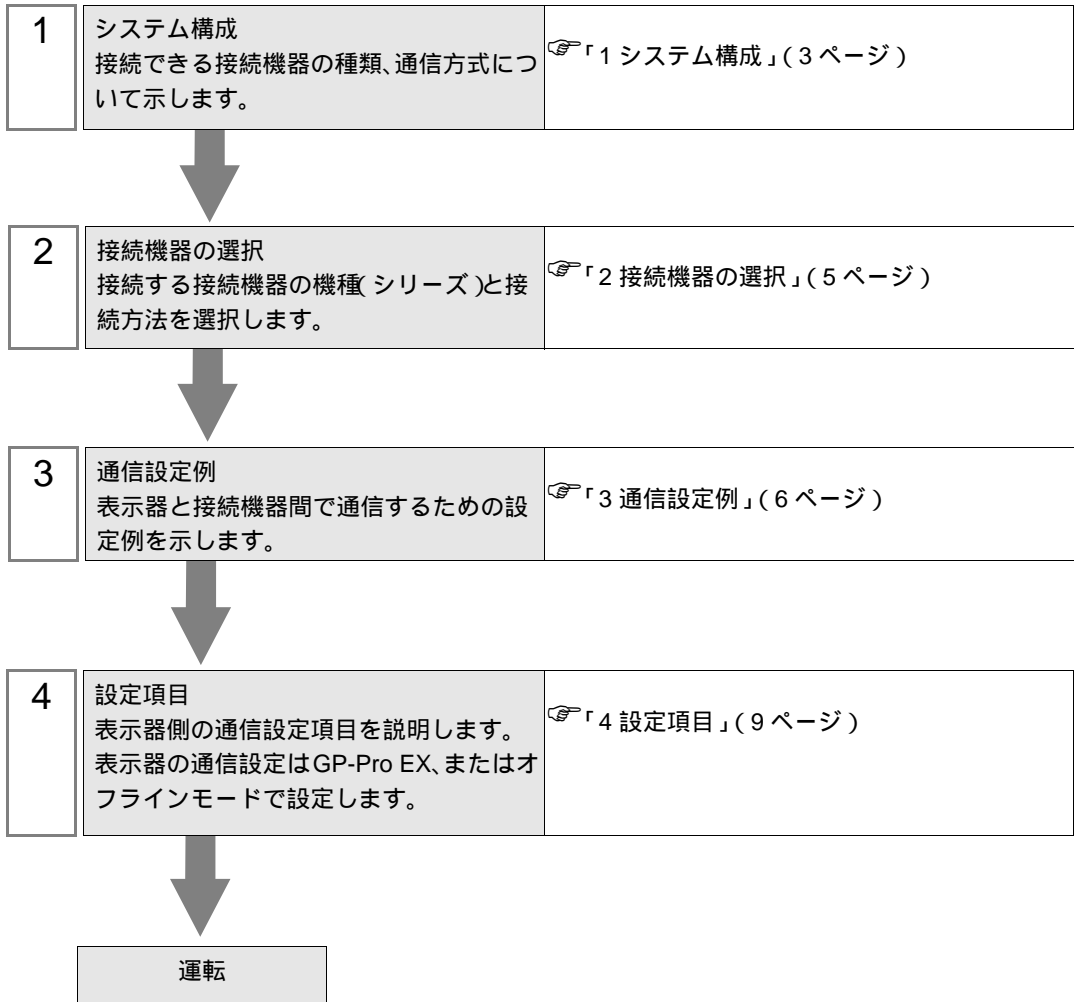 1
システム構成
接続できる接続機器の種類、通信方式につ
いて示します。
☞「1 システム構成」(3 ページ)
2
接続機器の選択
接続する接続機器の機種(シリーズ)と接
続方法を選択します。
☞「2 接続機器の選択」(5 ページ)
3
通信設定例
表示器と接続機器間で通信するための設
定例を示します。
☞「3 通信設定例」(6 ページ)
4
設定項目
表示器側の通信設定項目を説明します。
表示器の通信設定はGP-Pro EX、またはオ
フラインモードで設定します。
☞「4 設定項目」(9 ページ)
運転